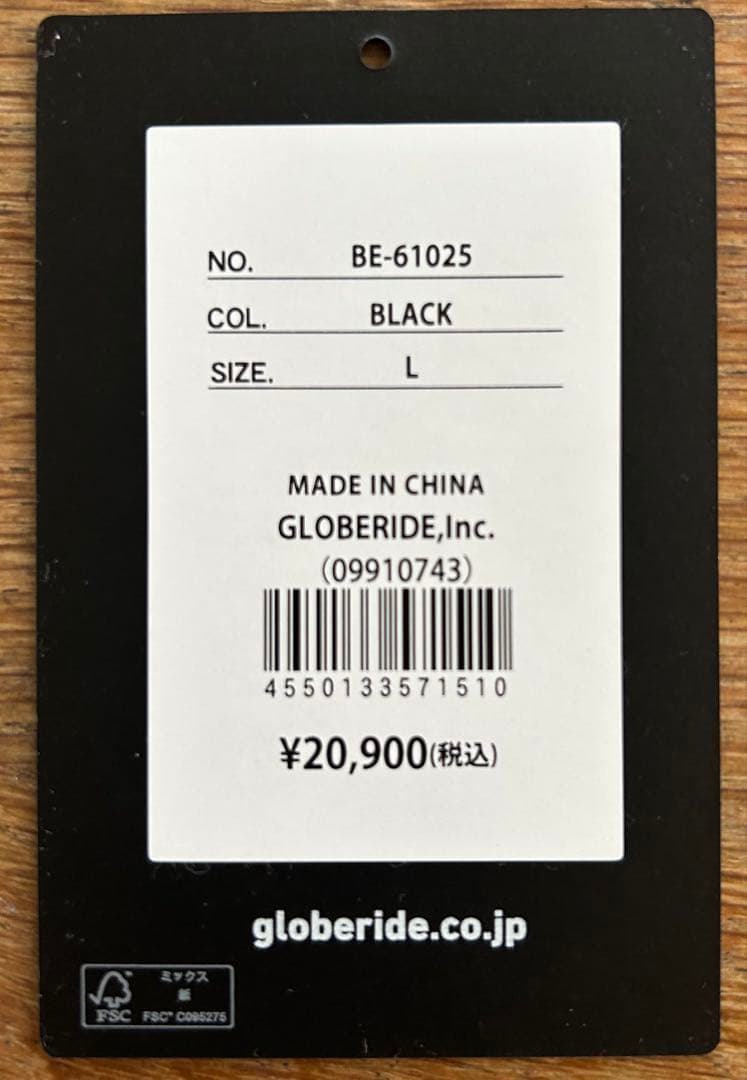 NO. BE-61025
COL. BLACK
SIZE. L
MADE IN CHINA
GLOBERIDE,Inc.
(09910743)
4550133571510
¥20,900(税込)
globeride.co.jp
ミックス
紙
FSC
FSC™ C095275